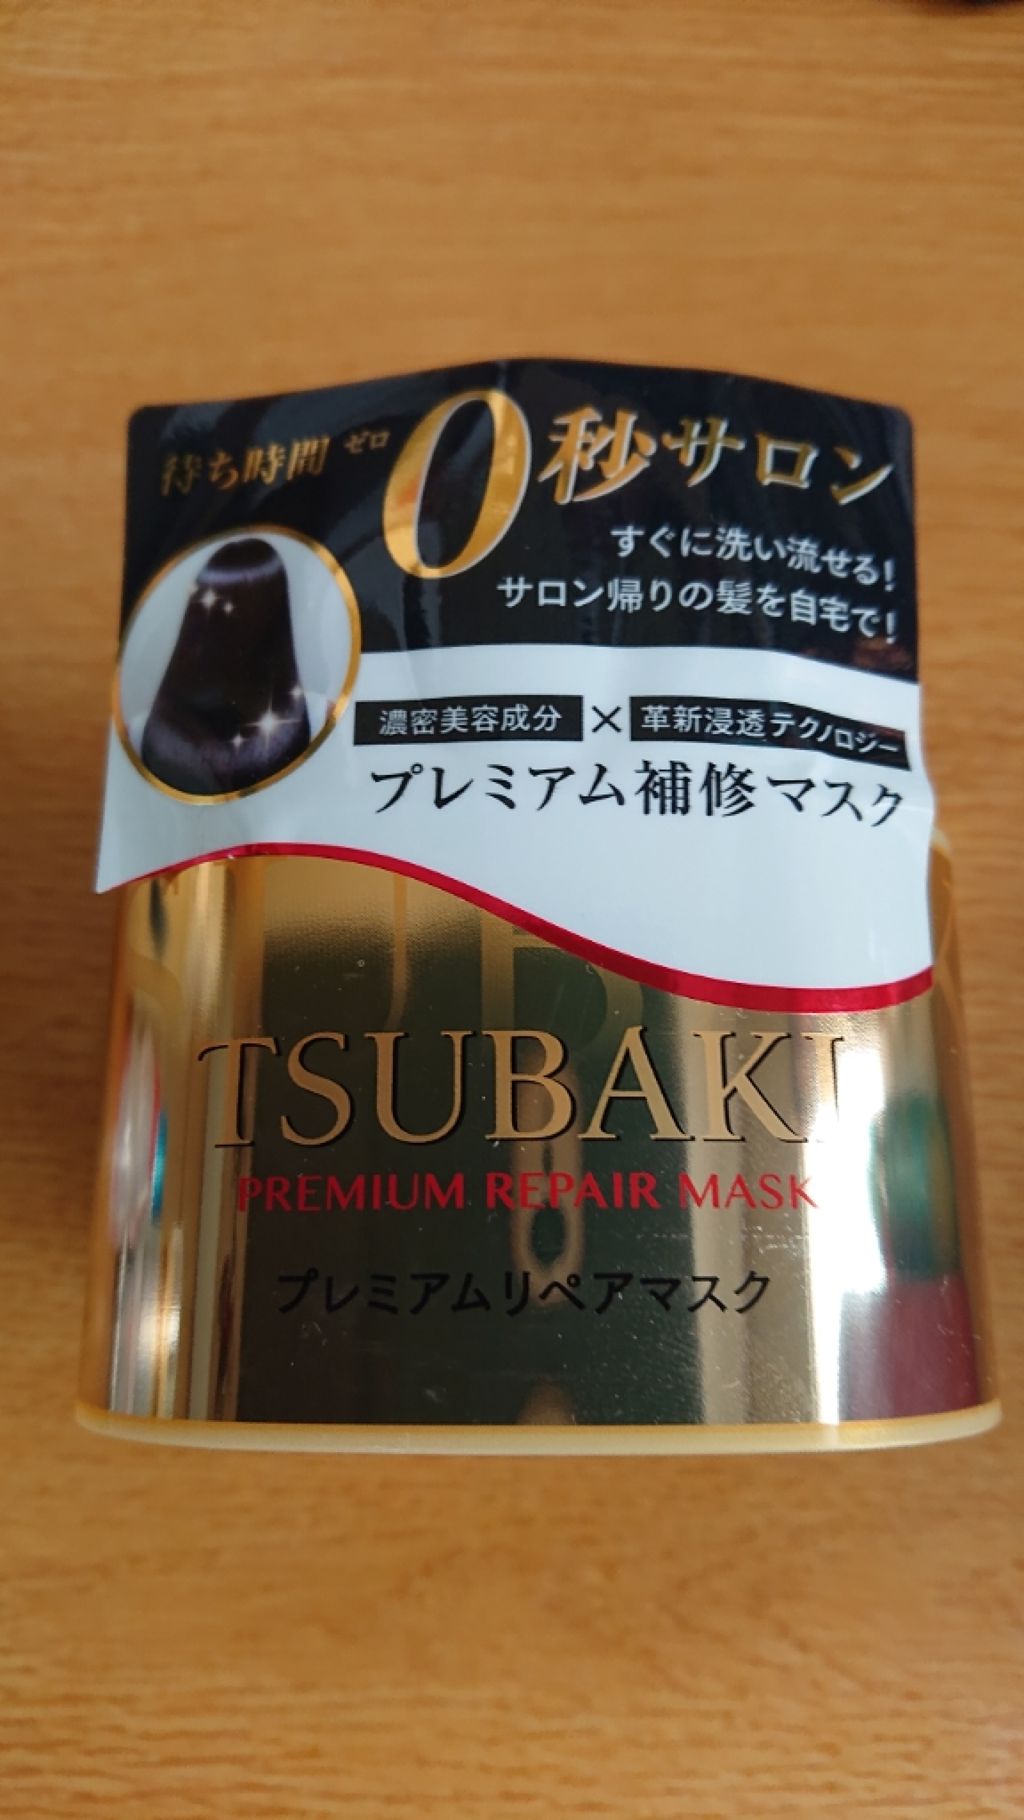 待ち時間 ゼロ 0秒サロン
すぐに洗い流せる!
サロン帰りの髪を自宅で!
濃密美容成分 × 革新浸透テクノロジー
プレミアム補修マスク
TSUBAKI
PREMIUM REPAIR MASK
プレミアムリペアマスク